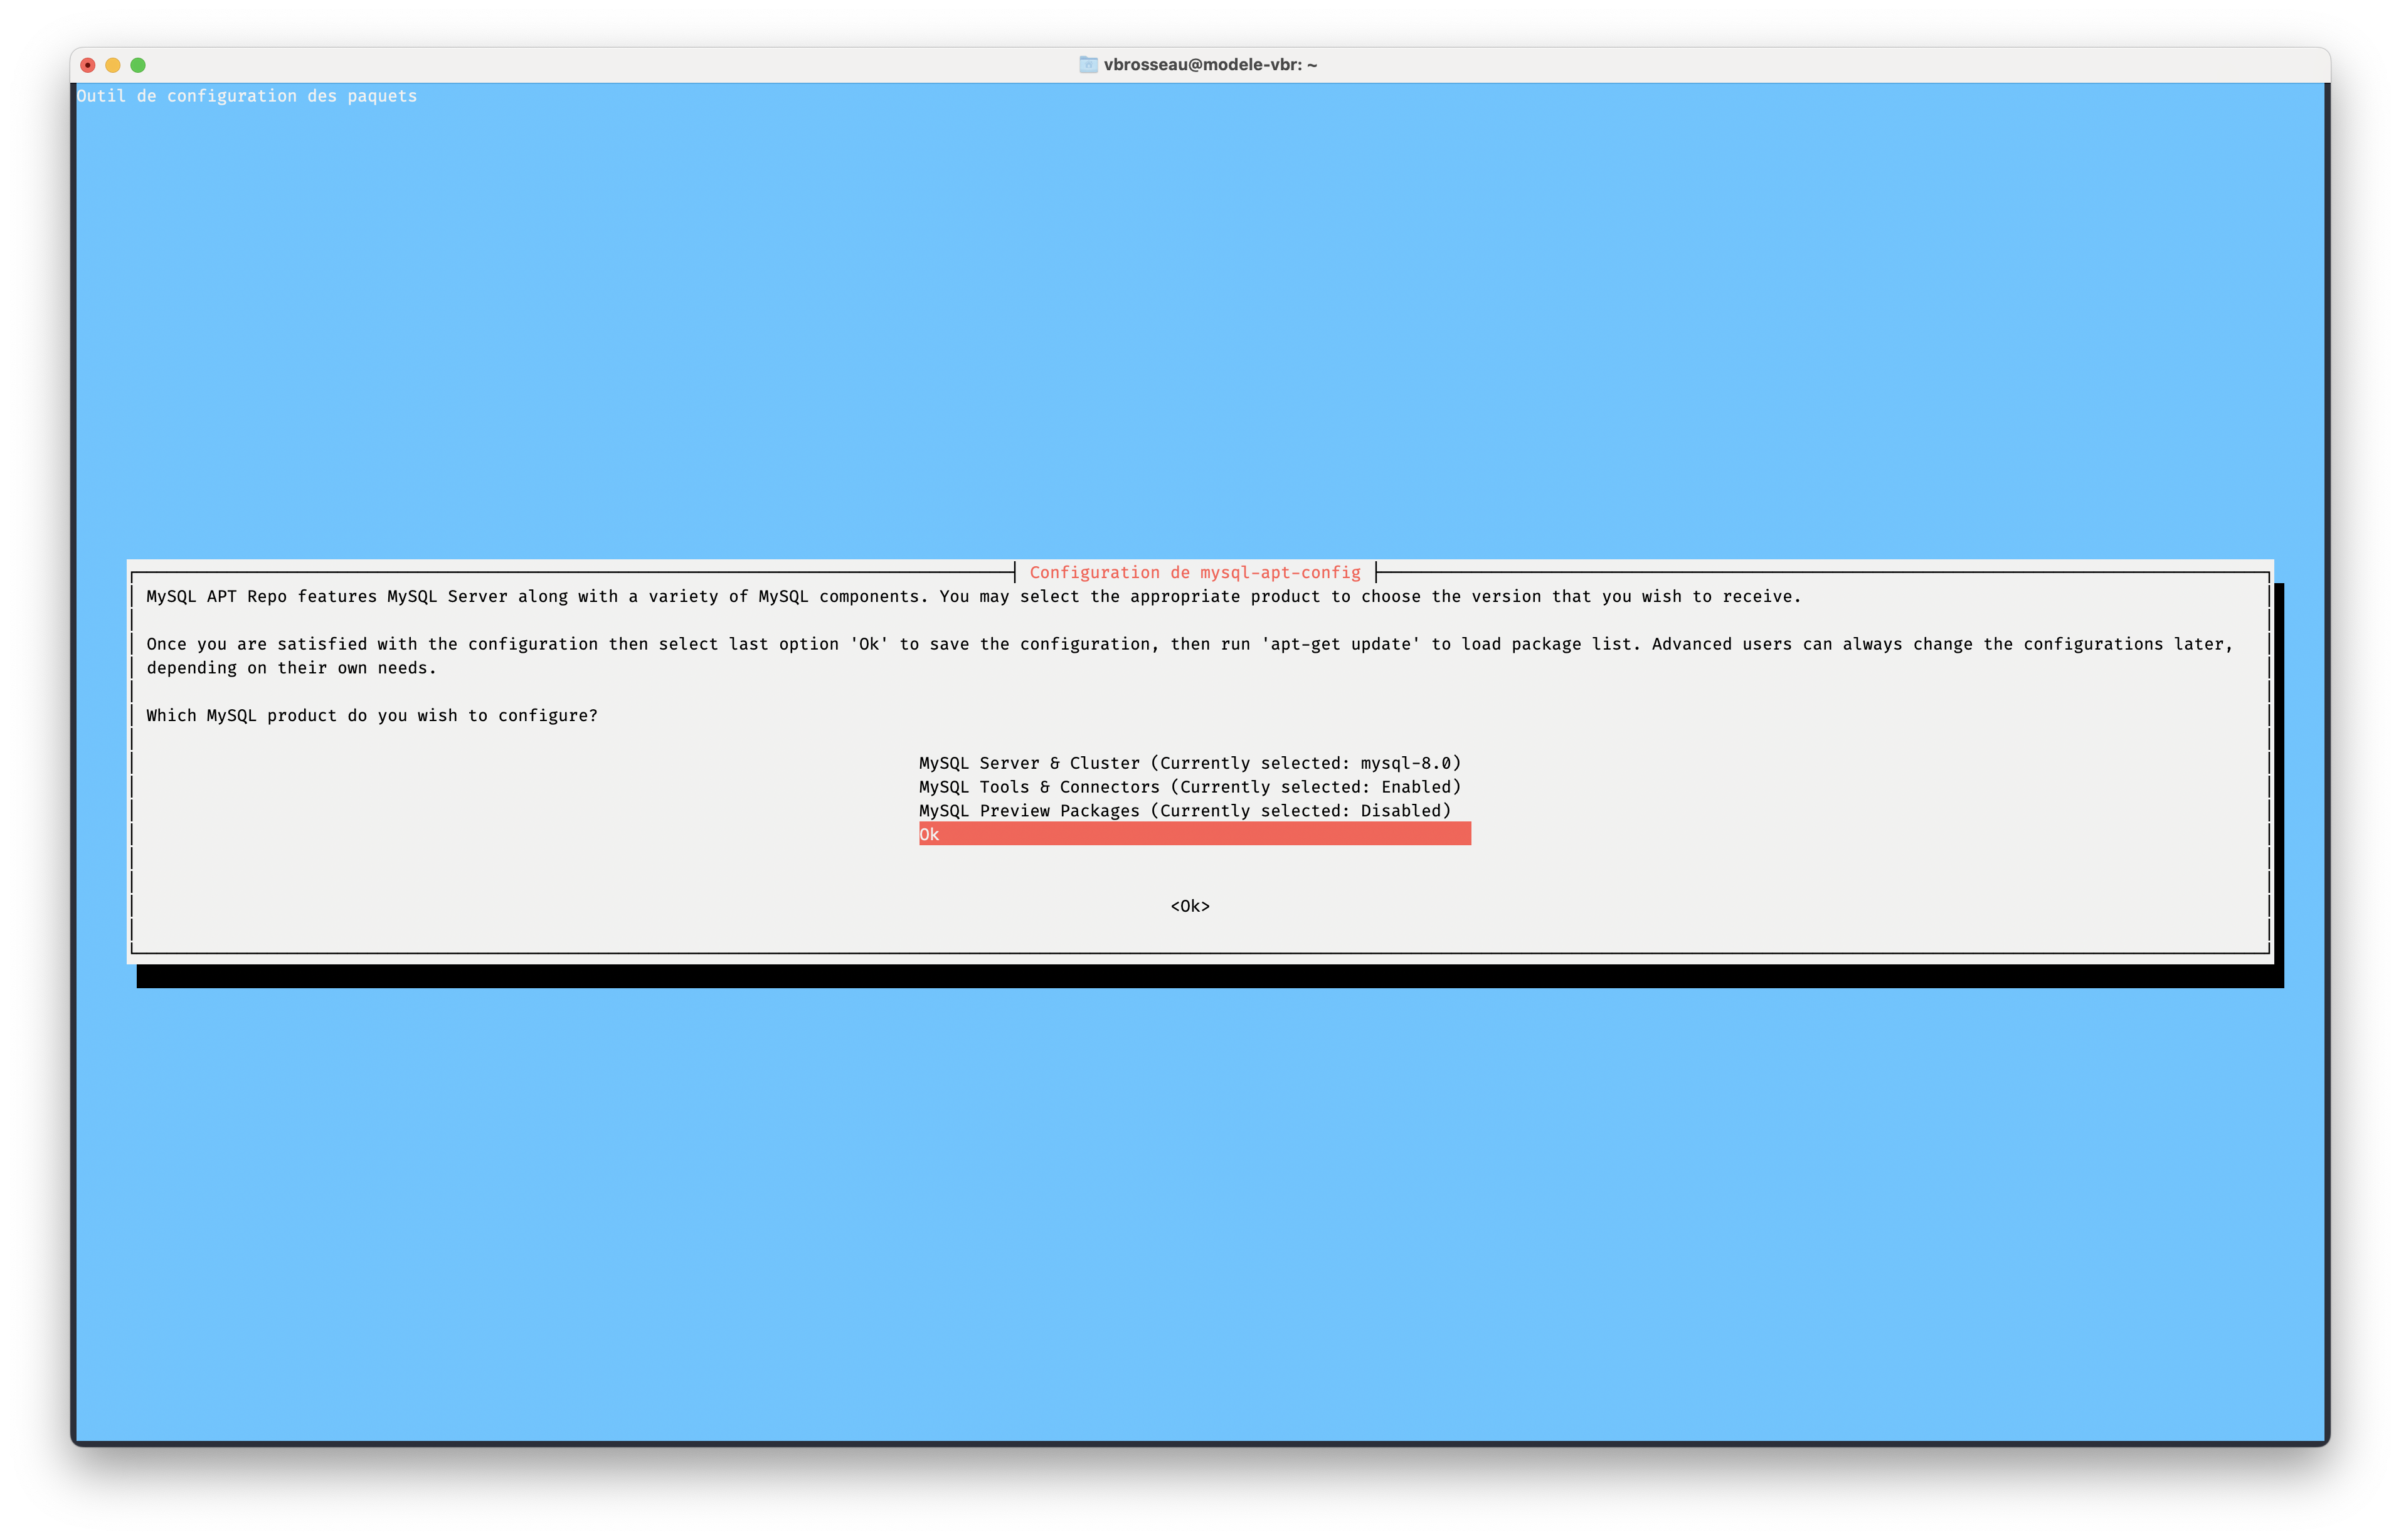 vbrosseau@modele-vbr: ~
Outil de configuration des paquets
Configuration de mysql-apt-config
MySQL APT Repo features MySQL Server along with a variety of MySQL components. You may select the appropriate product to choose the version that you wish to receive.
Once you are satisfied with the configuration then select last option 'Ok' to save the configuration, then run 'apt-get update' to load package list. Advanced users can always change the configurations later,
depending on their own needs.
Which MySQL product do you wish to configure?
MySQL Server & Cluster (Currently selected: mysql-8.0)
MySQL Tools & Connectors (Currently selected: Enabled)
MySQL Preview Packages (Currently selected: Disabled)
Ok
<Ok>